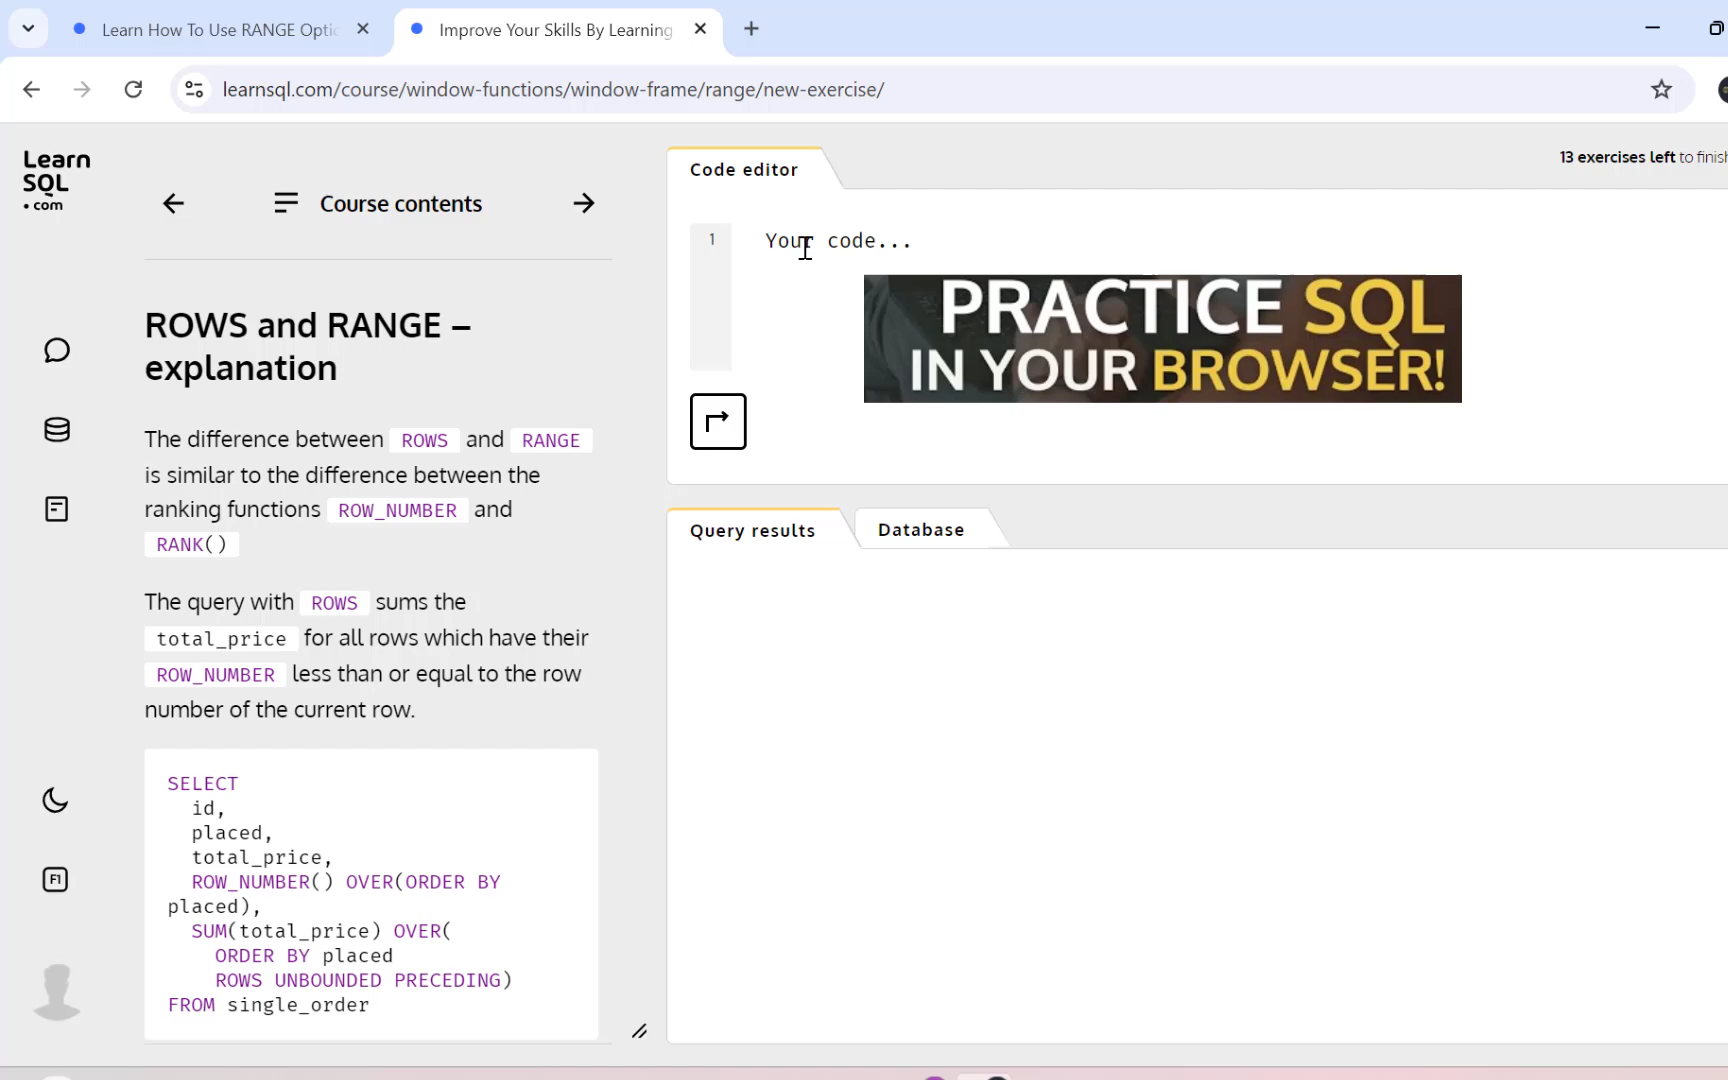 Learn How To Use RANGE Optic
Improve Your Skills By Learning
learnsql.com/course/window-functions/window-frame/range/new-exercise/
Learn
SQL
.com
Course contents
ROWS and RANGE –
explanation
The difference between ROWS and RANGE
is similar to the difference between the
ranking functions ROW_NUMBER and
RANK()
The query with ROWS sums the
total_price for all rows which have their
ROW_NUMBER less than or equal to the row
number of the current row.
SELECT
id,
placed,
total_price,
ROW_NUMBER() OVER(ORDER BY
placed),
SUM(total_price) OVER(
ORDER BY placed
ROWS UNBOUNDED PRECEDING)
FROM single_order
F1
Code editor
13 exercises left to finish
1
Your code...
PRACTICE SQL
IN YOUR BROWSER!
Query results
Database